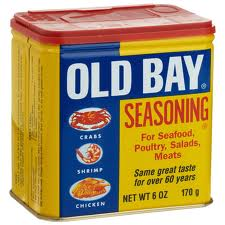 OLD BAY®
SEASONING®
For Seafood,
Poultry, Salads,
Meats
CRABS
SHRIMP
CHICKEN
Same great taste
for over 60 years
NET WT 6 OZ 170 g